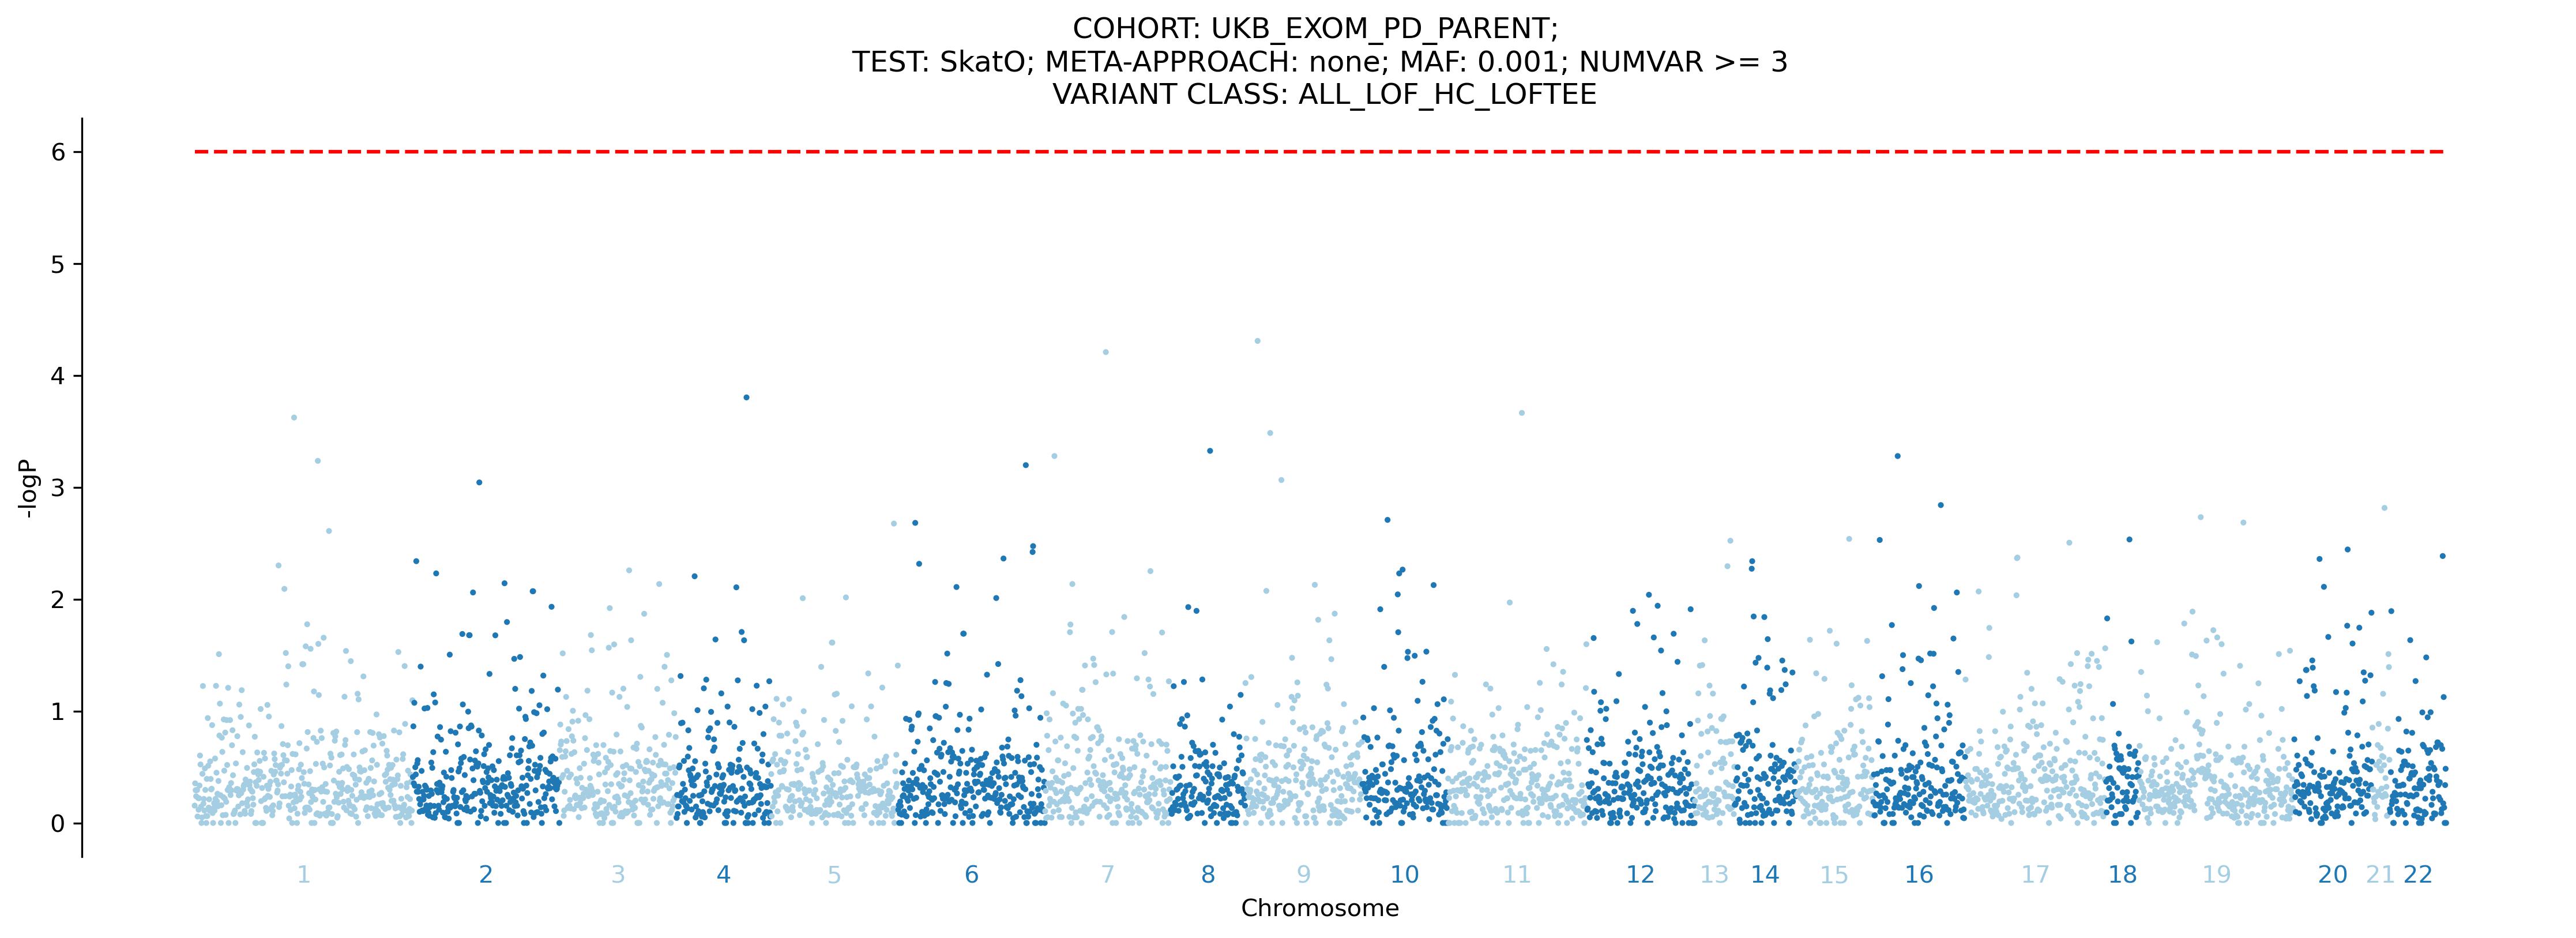 COHORT: UKB_EXOM_PD_PARENT;
TEST: SkatO; META-APPROACH: none; MAF: 0.001; NUMVAR >= 3
VARIANT CLASS: ALL_LOF_HC_LOFTEE
6
5
4
3
2
1
0
-logP
1 2 3 4 5 6 7 8 9 10 11 12 13 14 15 16 17 18 19 20 21 22
Chromosome